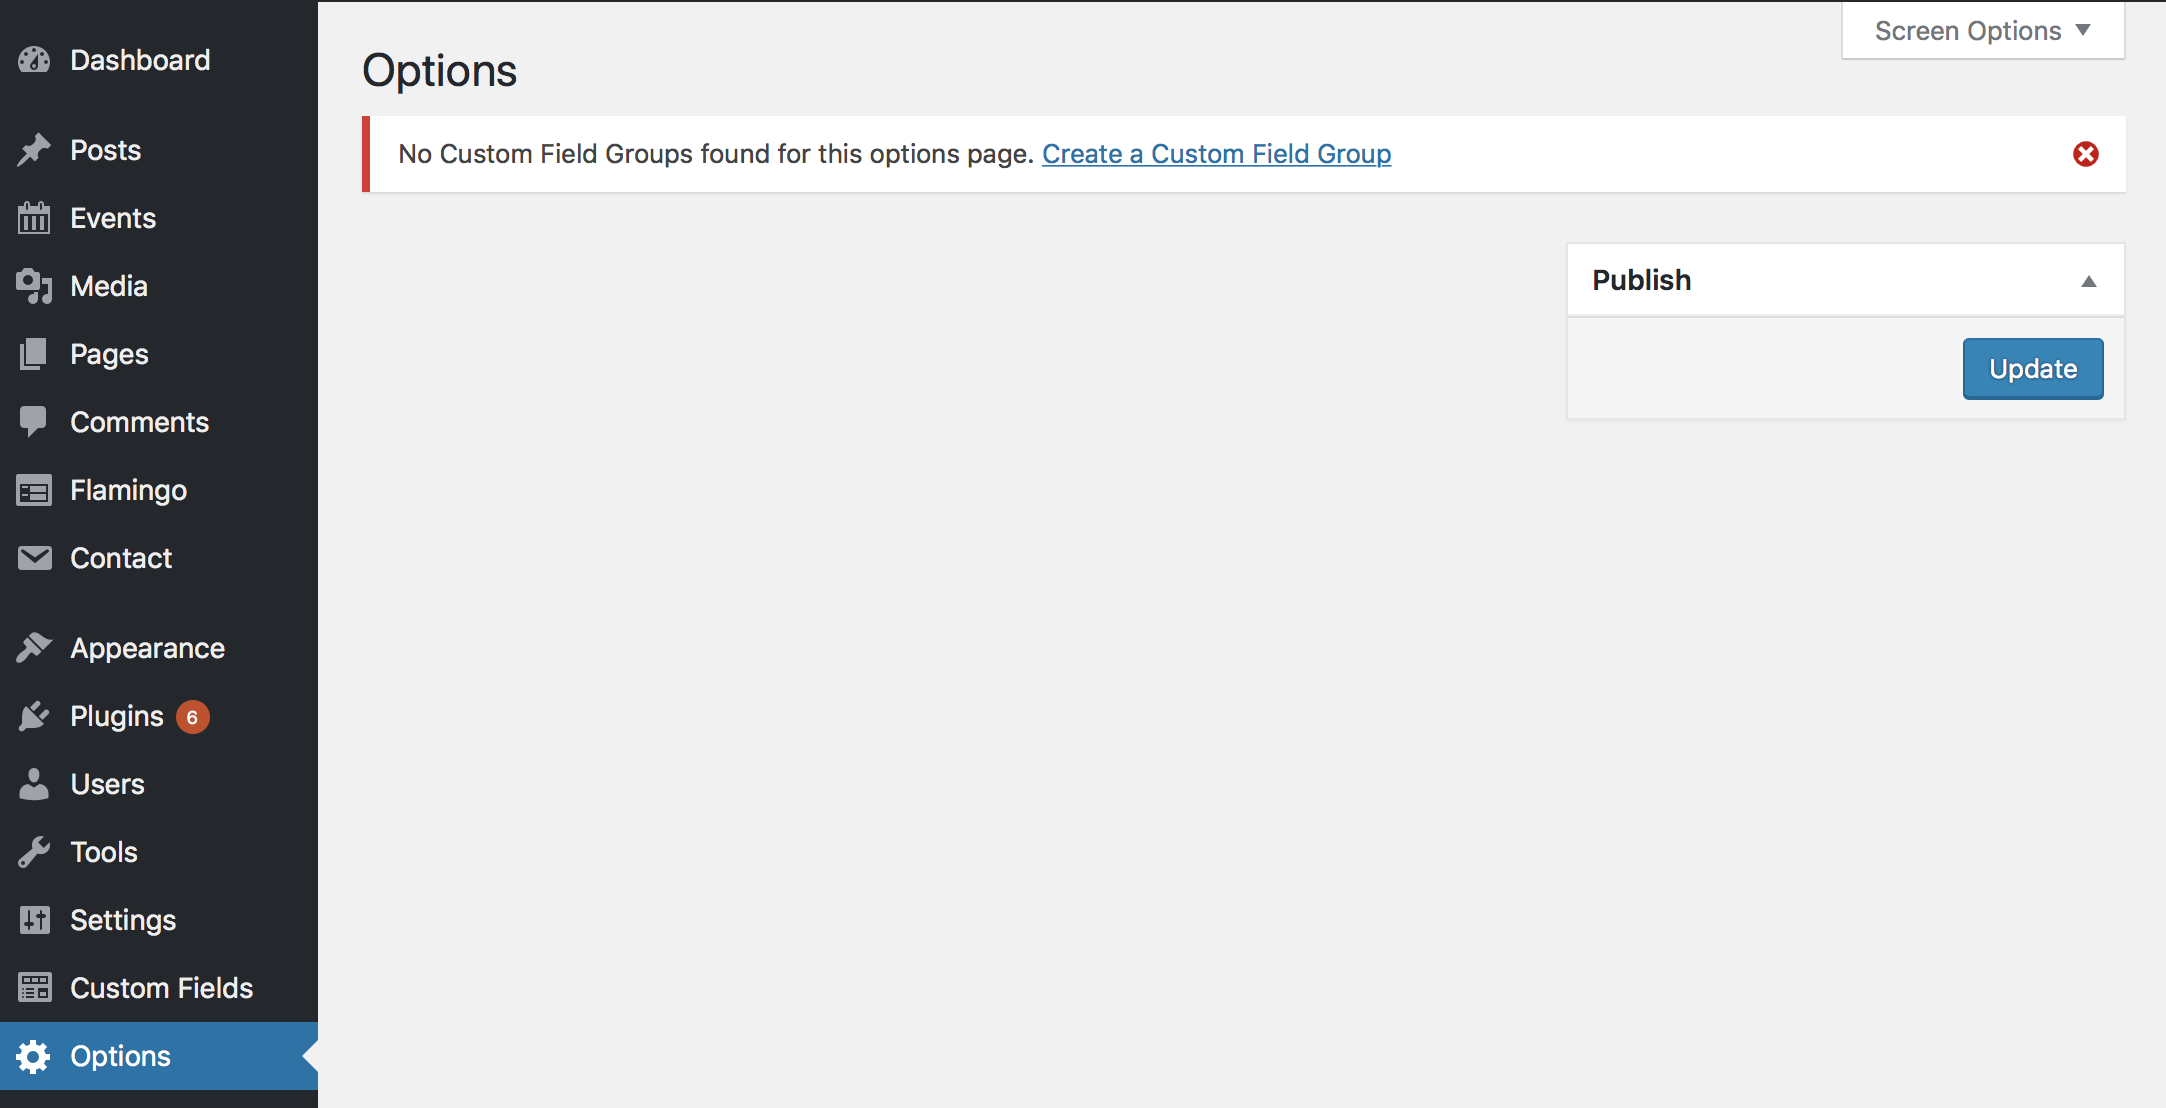 Dashboard
Posts
Events
Media
Pages
Comments
Flamingo
Contact
Appearance
Plugins 6
Users
Tools
Settings
Custom Fields
Options
Screen Options
Options
No Custom Field Groups found for this options page. Create a Custom Field Group
Publish
Update